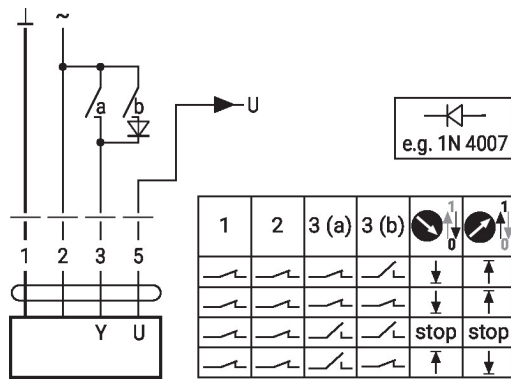 ~
a b
U
e.g. 1N 4007
1 2 3 5
Y U
1 2 3 (a) 3 (b) 1 0 1 0
stop stop